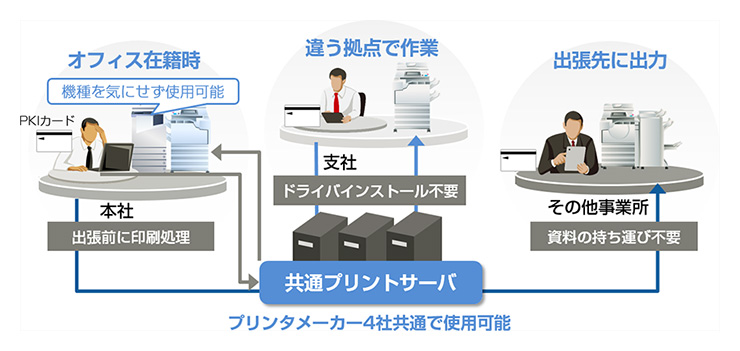 オフィス在籍時
機種を気にせず使用可能
PKIカード
本社
出張前に印刷処理
違う拠点で作業
支社
ドライバインストール不要
出張先に出力
その他事業所
資料の持ち運び不要
共通プリントサーバ
プリンタメーカー4社共通で使用可能